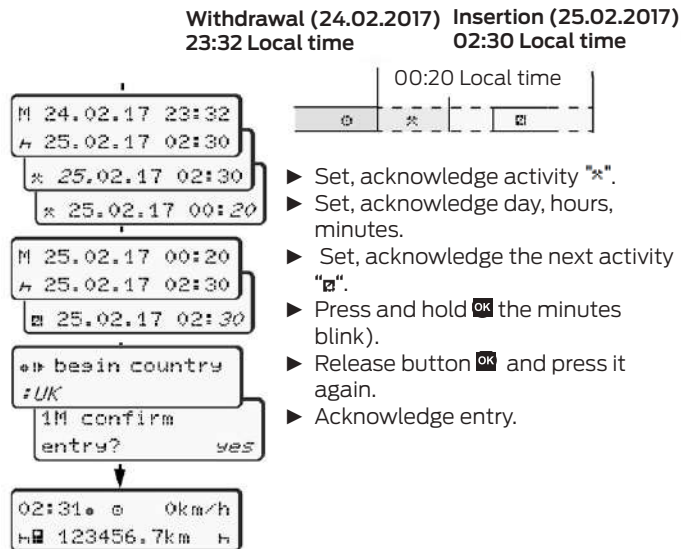 Withdrawal (24.02.2017) Insertion (25.02.2017)
23:32 Local time 02:30 Local time
00:20 Local time
M 24.02.17 23:32
25.02.17 02:30
25.02.17 02:30
25.02.17 00:20
M 25.02.17 00:20
25.02.17 02:30
25.02.17 02:30
begin country
:UK
1M confirm
entry? yes
02:31 0km/h
123456.7km
► Set, acknowledge activity "".
► Set, acknowledge day, hours,
minutes.
► Set, acknowledge the next activity
"".
► Press and hold OK the minutes
blink).
► Release button OK and press it
again.
► Acknowledge entry.